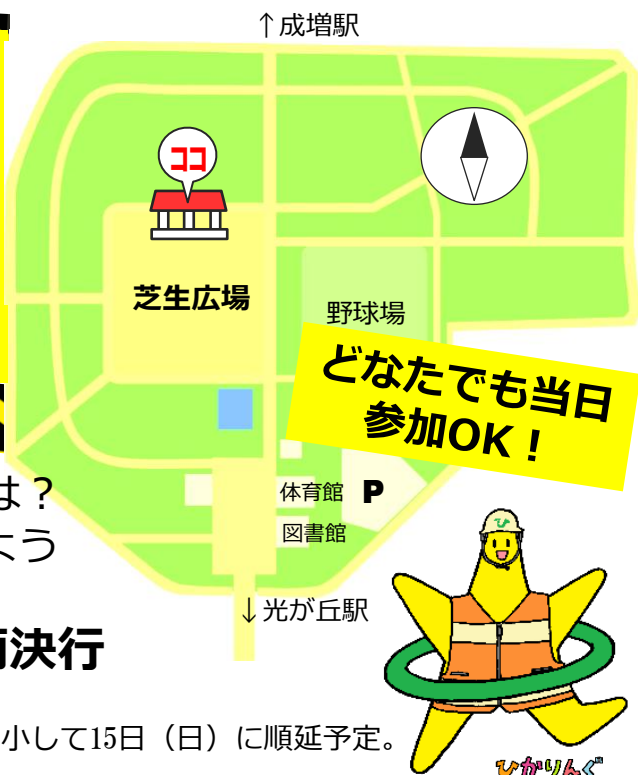 ↑成増駅
ココ
芝生広場
野球場
どなたでも当日
参加OK！
は？
体育館 P
よう
図書館
↓光が丘駅
決行
小して15日（日）に順延予定。
ひ
ひかりんぐ